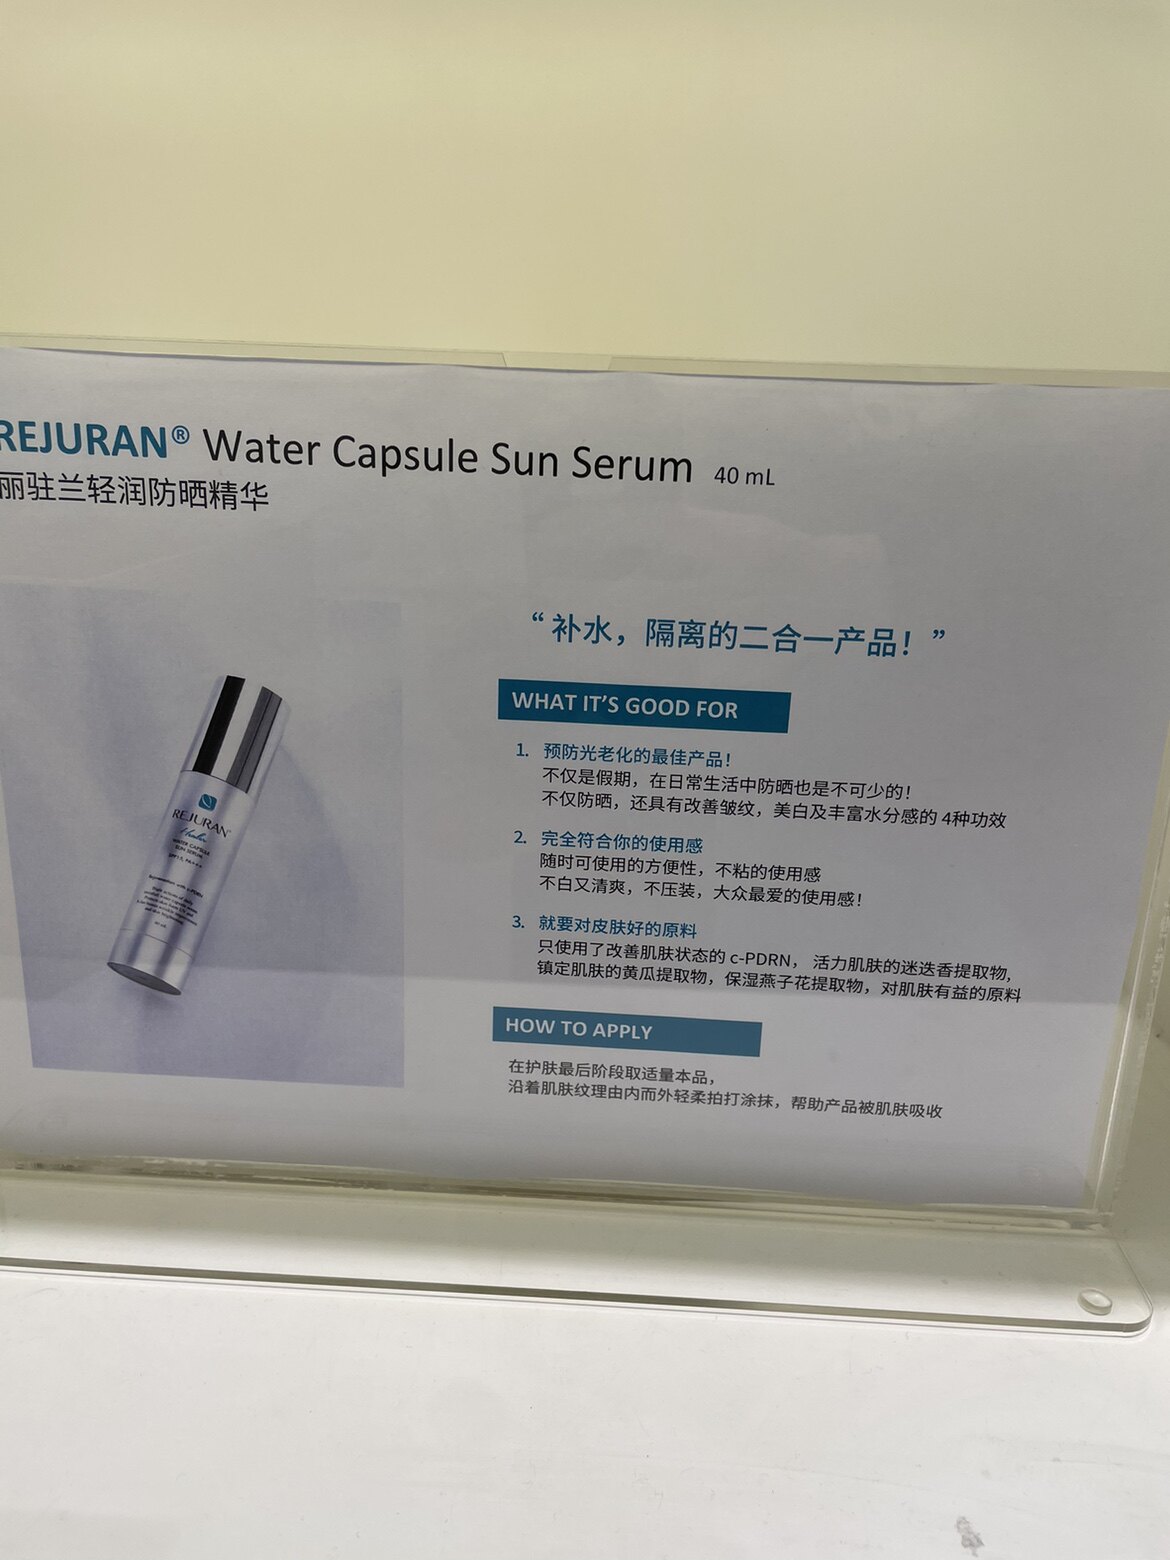 REJURAN® Water Capsule Sun Serum 40 mL
丽驻兰轻润防晒精华
“补水，隔离的二合一产品！”
WHAT IT'S GOOD FOR
1. 预防光老化的最佳产品！
不仅是假期，在日常生活中防晒也是不可少的！
不仅防晒，还具有改善皱纹，美白及丰富水分感的 4种功效
2. 完全符合你的使用感
随时可使用的方便性，不粘的使用感
不白又清爽，不压装，大众最爱的使用感！
3. 就要对皮肤好的原料
只使用了改善肌肤状态的 c-PDRN， 活力肌肤的迷迭香提取物,
镇定肌肤的黄瓜提取物，保湿燕子花提取物，对肌肤有益的原料
HOW TO APPLY
在护肤最后阶段取适量本品，
沿着肌肤纹理由内而外轻柔拍打涂抹，帮助产品被肌肤吸收
REJURAN®
Healer
WATER CAPSULE
SUN SERUM